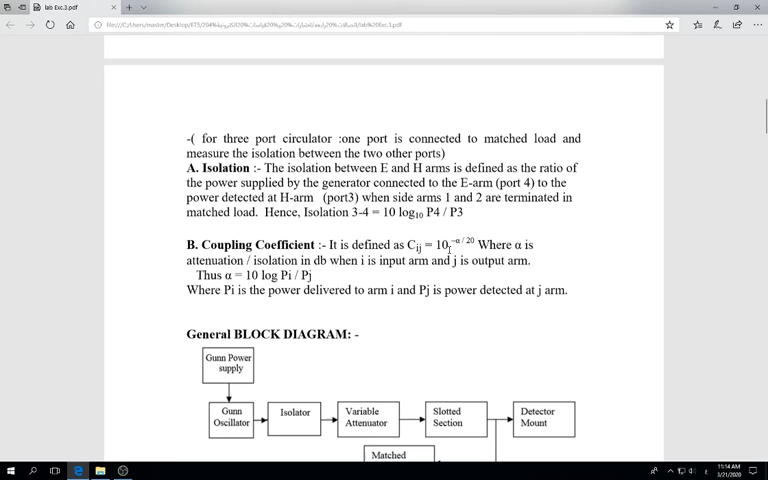 lab Exc.3.pdf
-( for three port circulator :one port is connected to matched load and
measure the isolation between the two other ports)
A. Isolation :- The isolation between E and H arms is defined as the ratio of
the power supplied by the generator connected to the E-arm (port 4) to the
power detected at H-arm (port3) when side arms 1 and 2 are terminated in
matched load. Hence, Isolation 3-4 = 10 log₁₀ P4 / P3
B. Coupling Coefficient :- It is defined as Cij = 10^-α / 20 Where α is
attenuation / isolation in db when i is input arm and j is output arm.
Thus α = 10 log Pi / Pj
Where Pi is the power delivered to arm i and Pj is power detected at j arm.
General BLOCK DIAGRAM: -
Gunn Power
supply
Gunn
Oscillator
Isolator
Variable
Attenuator
Slotted
Section
Detector
Mount
Matched
11:14 AM
3/21/2020